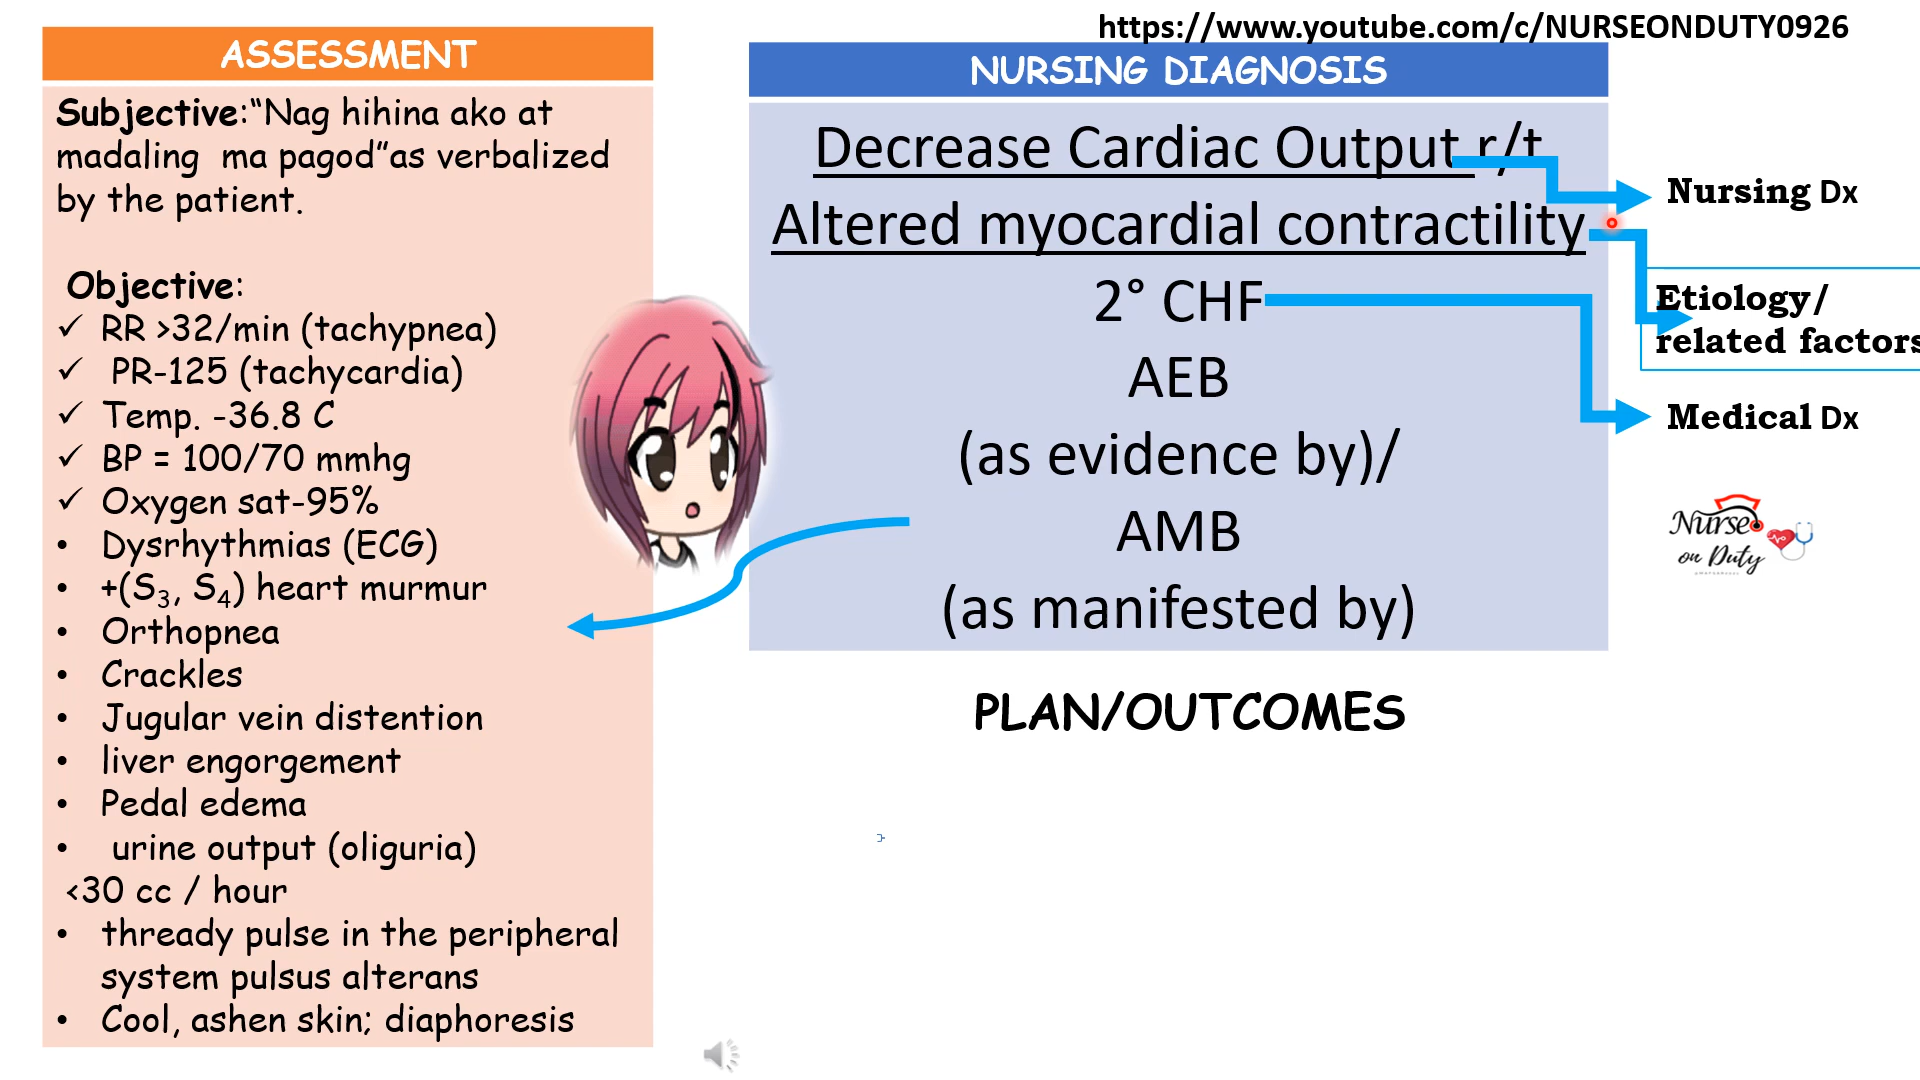 https://www.youtube.com/c/NURSEONDUTY0926
ASSESSMENT
Subjective:“Nag hihina ako at
madaling ma pagod”as verbalized
by the patient.
Objective:
✓ RR >32/min (tachypnea)
✓ PR-125 (tachycardia)
✓ Temp. -36.8 C
✓ BP = 100/70 mmhg
✓ Oxygen sat-95%
• Dysrhythmias (ECG)
• +(S3, S4) heart murmur
• Orthopnea
• Crackles
• Jugular vein distention
• liver engorgement
• Pedal edema
• urine output (oliguria)
<30 cc / hour
• thready pulse in the peripheral
system pulsus alterans
• Cool, ashen skin; diaphoresis
NURSING DIAGNOSIS
Decrease Cardiac Output r/t
Altered myocardial contractility
2° CHF
AEB
(as evidence by)/
AMB
(as manifested by)
PLAN/OUTCOMES
Nursing Dx
Etiology/
related factors
Medical Dx
Nurse
on Duty